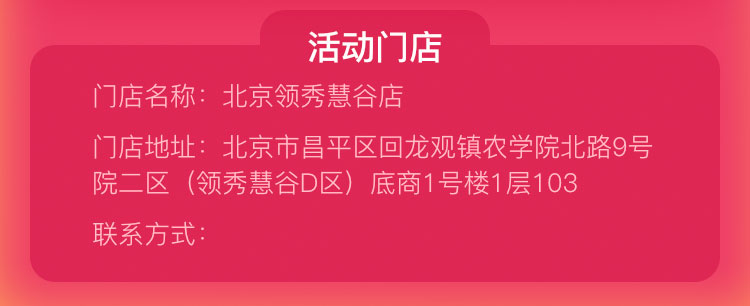 活动门店
门店名称：北京领秀慧谷店
门店地址：北京市昌平区回龙观镇农学院北路9号
院二区（领秀慧谷D区）底商1号楼1层103
联系方式：